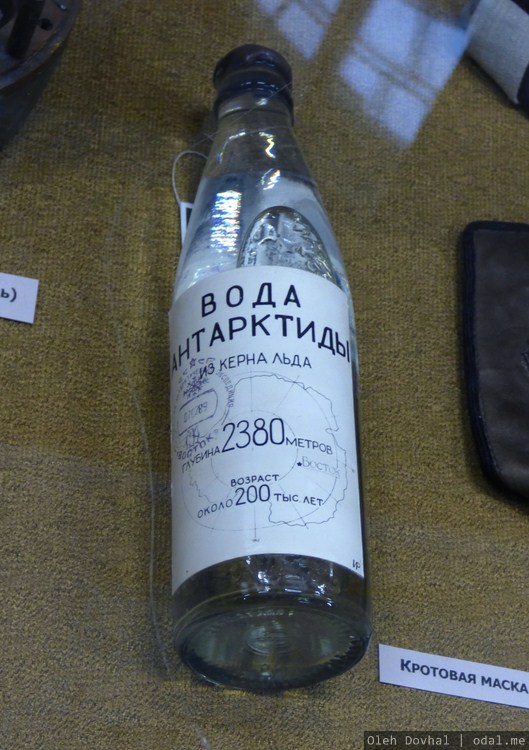 ВОДА
АНТАРКТИДЫ
ИЗ КЕРНА ЛЬДА
ВОСТОК
ГЛУБИНА 2380 МЕТРОВ
.ВОСТОК
ВОЗРАСТ
ОКОЛО 200 ТЫС. ЛЕТ
Ь)
КРОТОВАЯ МАСКА
Oleh Dovhal | odal.me